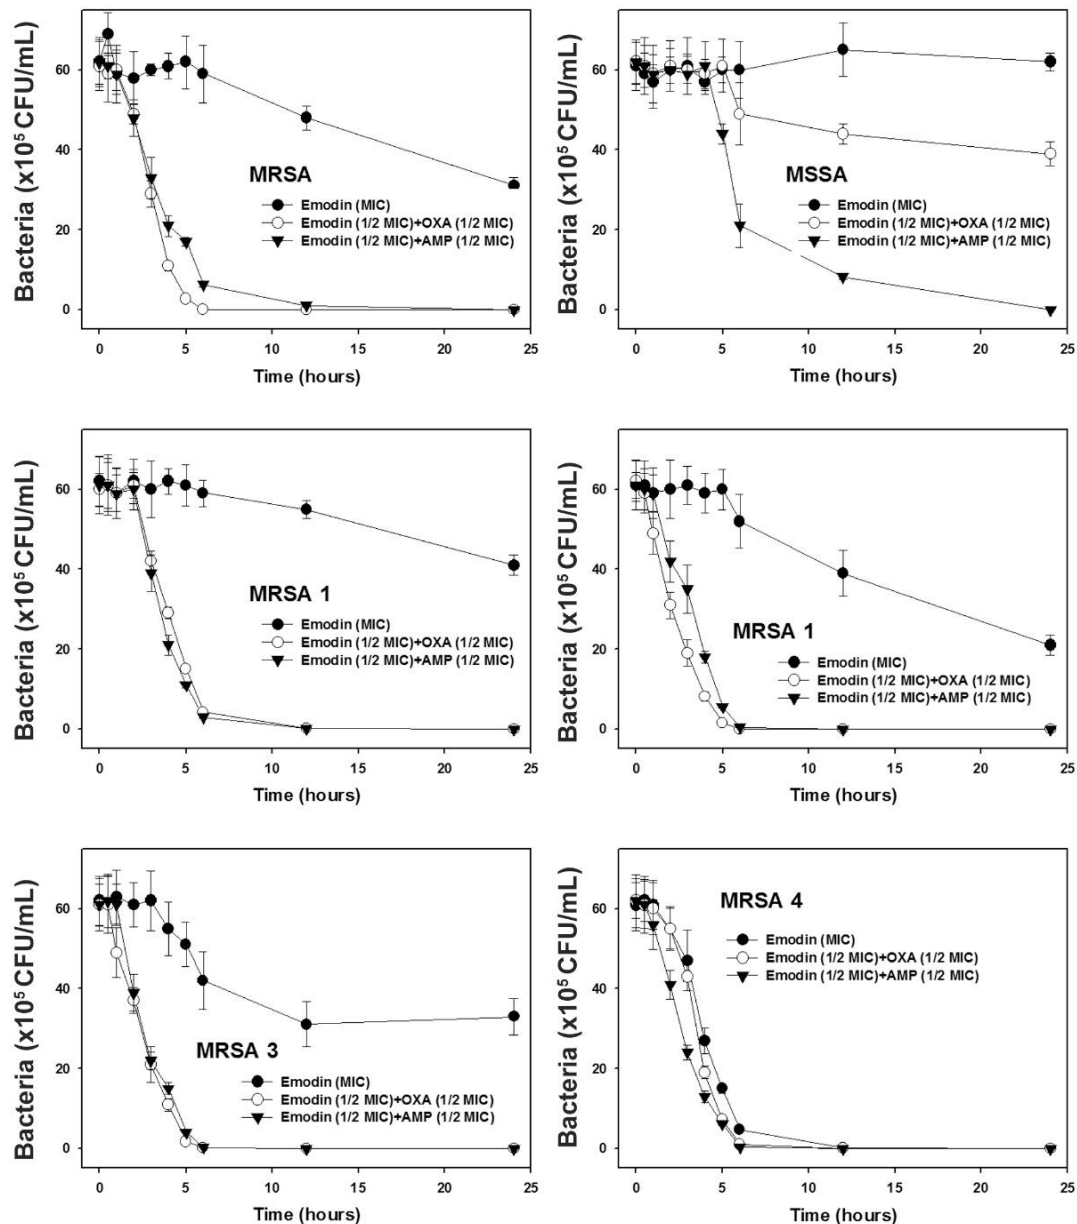 Bacteria (x10⁵ CFU/mL)
60
40
20
0
MRSA
Emodin (MIC)
Emodin (1/2 MIC)+OXA (1/2 MIC)
Emodin (1/2 MIC)+AMP (1/2 MIC)
0 5 10 15 20 25
Time (hours)
Bacteria (x10⁵ CFU/mL)
60
40
20
0
MSSA
Emodin (MIC)
Emodin (1/2 MIC)+OXA (1/2 MIC)
Emodin (1/2 MIC)+AMP (1/2 MIC)
0 5 10 15 20 25
Time (hours)
Bacteria (x10⁵ CFU/mL)
60
40
20
0
MRSA 1
Emodin (MIC)
Emodin (1/2 MIC)+OXA (1/2 MIC)
Emodin (1/2 MIC)+AMP (1/2 MIC)
0 5 10 15 20 25
Time (hours)
Bacteria (x10⁵ CFU/mL)
60
40
20
0
MRSA 1
Emodin (MIC)
Emodin (1/2 MIC)+OXA (1/2 MIC)
Emodin (1/2 MIC)+AMP (1/2 MIC)
0 5 10 15 20 25
Time (hours)
Bacteria (x10⁵ CFU/mL)
60
40
20
0
MRSA 3
Emodin (MIC)
Emodin (1/2 MIC)+OXA (1/2 MIC)
Emodin (1/2 MIC)+AMP (1/2 MIC)
0 5 10 15 20 25
Time (hours)
Bacteria (x10⁵ CFU/mL)
60
40
20
0
MRSA 4
Emodin (MIC)
Emodin (1/2 MIC)+OXA (1/2 MIC)
Emodin (1/2 MIC)+AMP (1/2 MIC)
0 5 10 15 20 25
Time (hours)